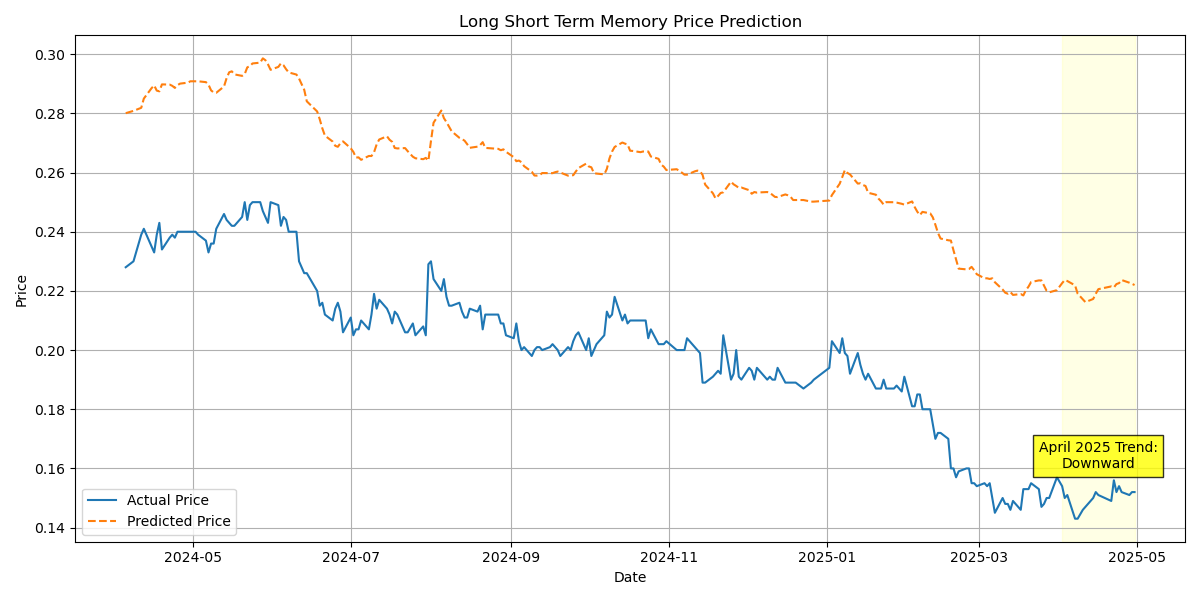 Long Short Term Memory Price Prediction
Price
0.30
0.28
0.26
0.24
0.22
0.20
0.18
0.16
0.14
April 2025 Trend:
Downward
Actual Price
Predicted Price
2024-05
2024-07
2024-09
2024-11
2025-01
2025-03
2025-05
Date